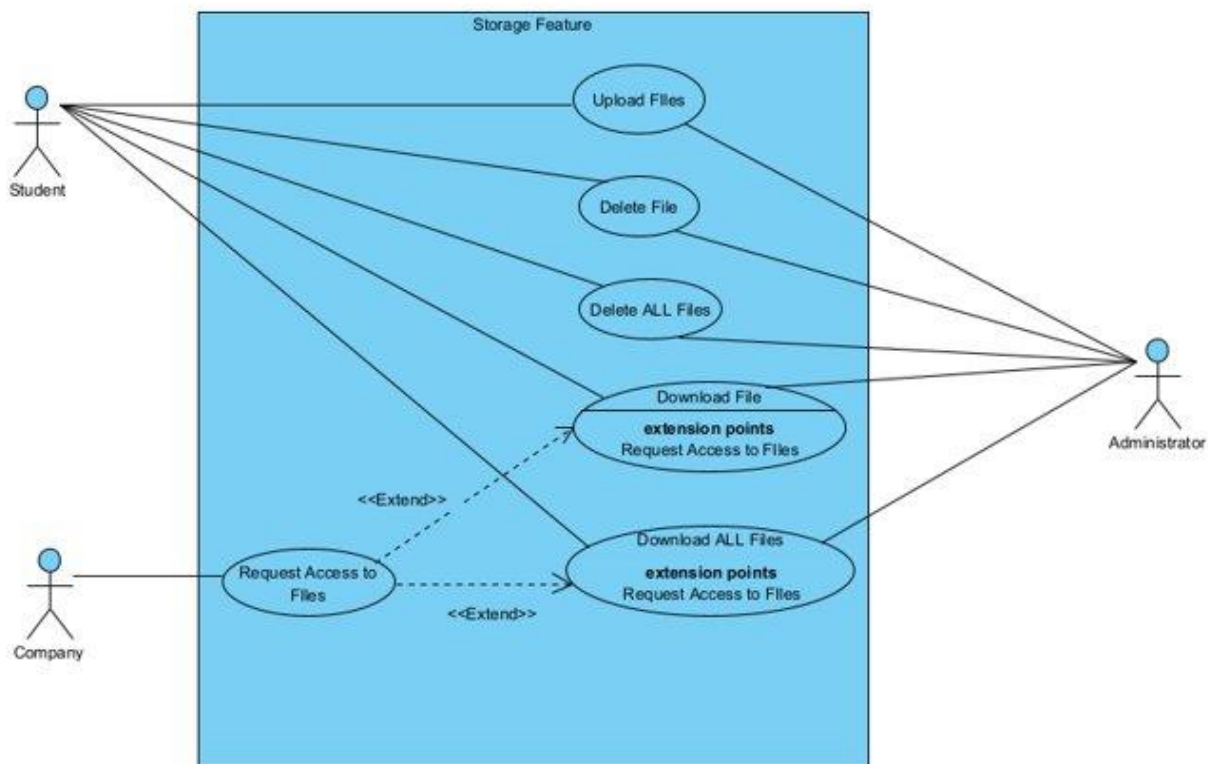 Storage Feature
Upload FIles
Student
Delete File
Delete ALL Files
Download File
extension points
Request Access to FIles
Administrator
<<Extend>>
Download ALL Files
extension points
Request Access to FIles
Request Access to
FIles
<<Extend>>
Company